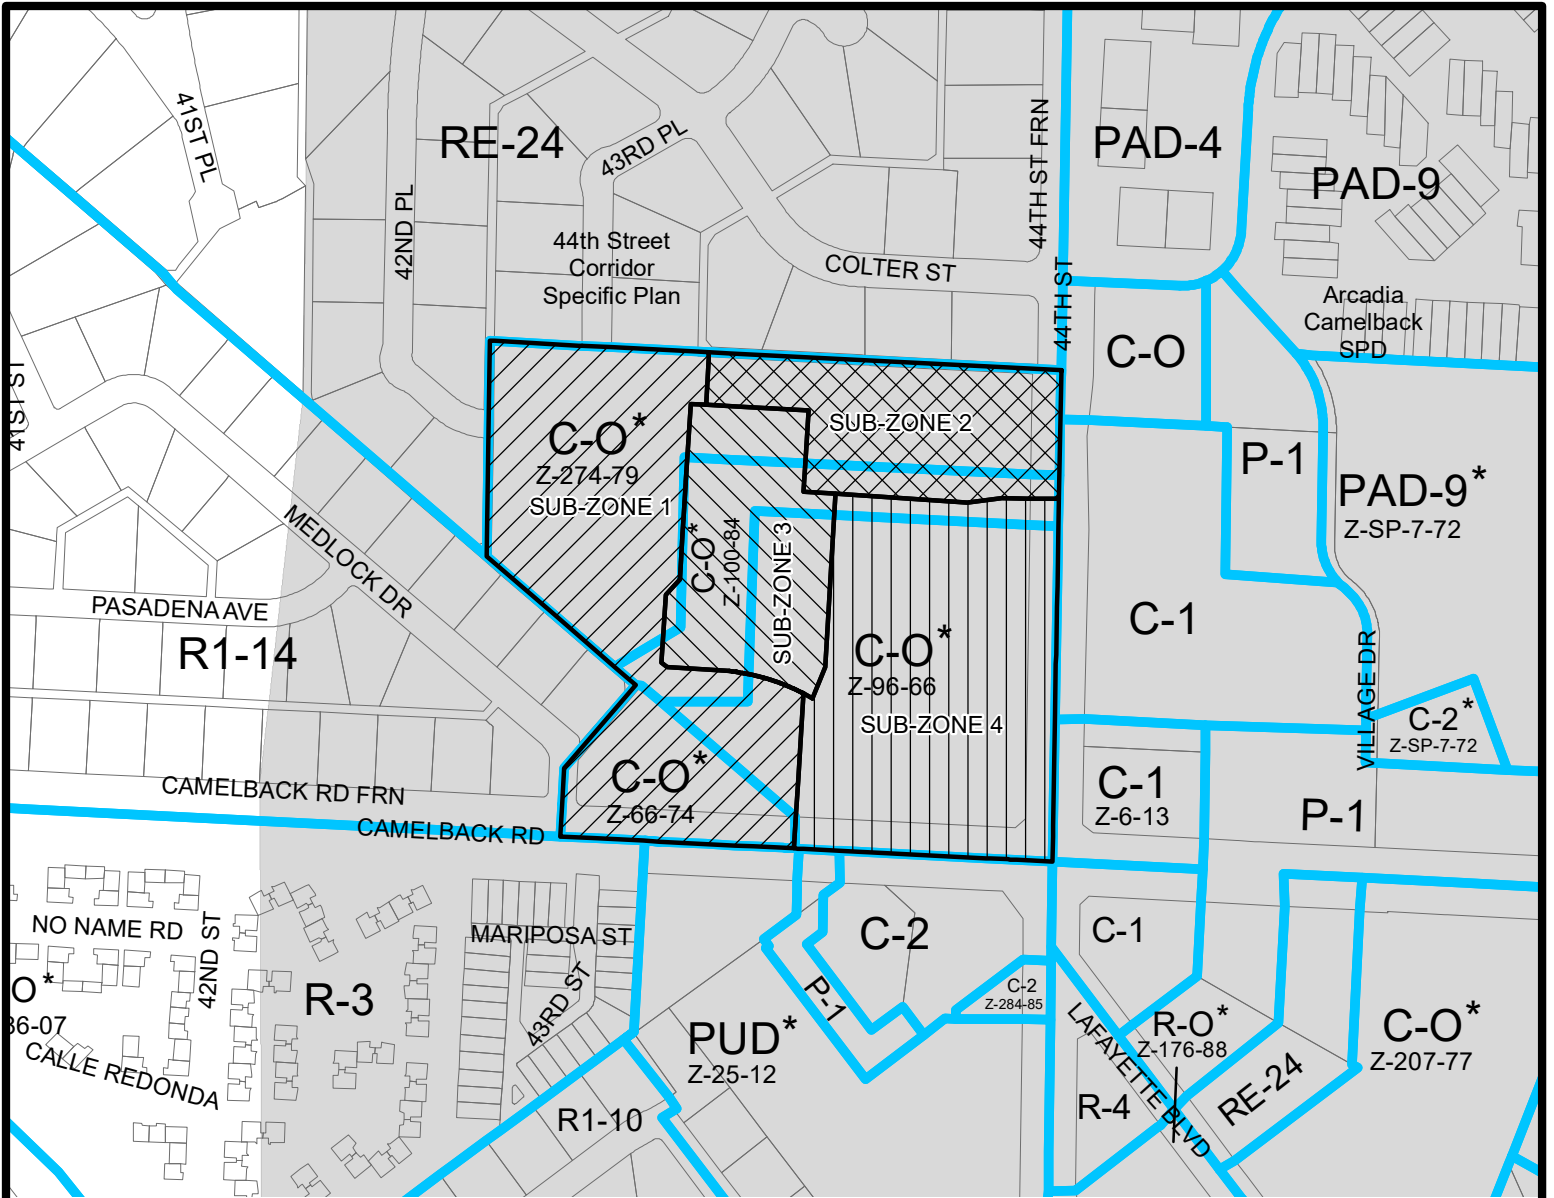 41ST PL
RE-24
43RD PL
42ND PL
44TH ST FRN
PAD-4
PAD-9
44th Street
Corridor
Specific Plan
COLTER ST
44TH ST
C-O
Arcadia
Camelback
SPD
41ST ST
C-O*
Z-274-79
SUB-ZONE 1
SUB-ZONE 2
P-1
PAD-9*
Z-SP-7-72
MEDLOCK DR
C-O*
Z-100-84
SUB-ZONE 3
PASADENA AVE
R1-14
C-O*
Z-96-66
SUB-ZONE 4
C-1
VILLAGE DR
C-2*
Z-SP-7-72
CAMELBACK RD FRN
CAMELBACK RD
C-O*
Z-66-74
C-1
Z-6-13
P-1
NO NAME RD
42ND ST
O*
36-07
CALLE REDONDA
R-3
MARIPOSA ST
43RD ST
R1-10
PUD*
Z-25-12
P-1
C-2
C-2
Z-284-85
C-1
LAFAYETTE BLVD
R-O*
Z-176-88
R-4
RE-24
C-O*
Z-207-77